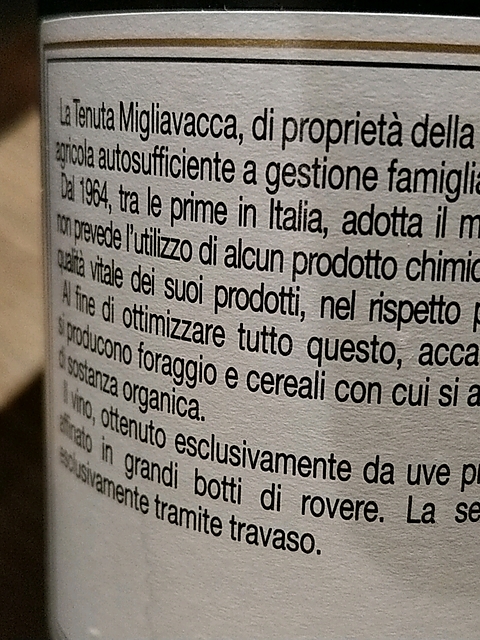 La Tenuta Migliavacca, di proprietà della
agricola autosufficiente a gestione famiglia
Dal 1964, tra le prime in Italia, adotta il m
non prevede l'utilizzo di alcun prodotto chimic
qualità vitale dei suoi prodotti, nel rispetto p
Al fine di ottimizzare tutto questo, acca
si producono foraggio e cereali con cui si a
di sostanza organica.
Il vino, ottenuto esclusivamente da uve pr
affinato in grandi botti di rovere. La se
esclusivamente tramite travaso.